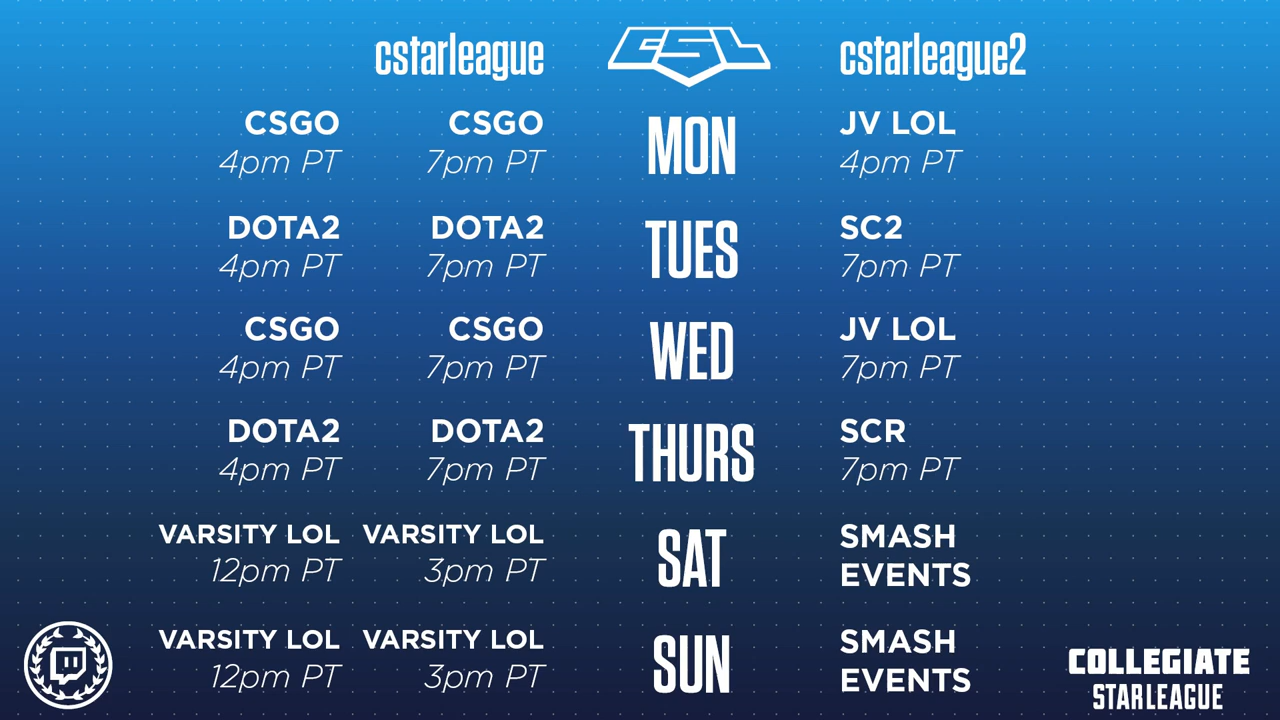 cstarleague CSL cstarleague2
CSGO CSGO MON JV LOL
4pm PT 7pm PT 4pm PT
DOTA2 DOTA2 TUES SC2
4pm PT 7pm PT 7pm PT
CSGO CSGO WED JV LOL
4pm PT 7pm PT 7pm PT
DOTA2 DOTA2 THURS SCR
4pm PT 7pm PT 7pm PT
VARSITY LOL VARSITY LOL SAT SMASH
12pm PT 3pm PT EVENTS
VARSITY LOL VARSITY LOL SUN SMASH
12pm PT 3pm PT EVENTS
COLLEGIATE
STARLEAGUE